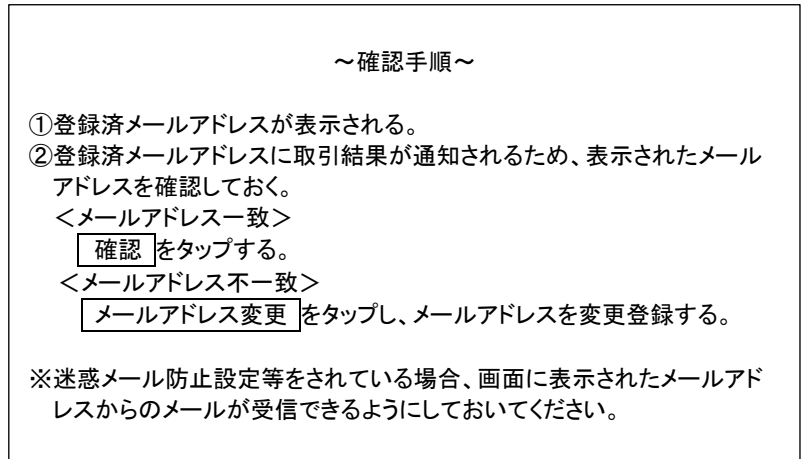 ～確認手順～
①登録済メールアドレスが表示される。
②登録済メールアドレスに取引結果が通知されるため、表示されたメール
アドレスを確認しておく。
＜メールアドレス一致＞
確認 をタップする。
＜メールアドレス不一致＞
メールアドレス変更 をタップし、メールアドレスを変更登録する。
※迷惑メール防止設定等をされている場合、画面に表示されたメールアド
レスからのメールが受信できるようにしておいてください。